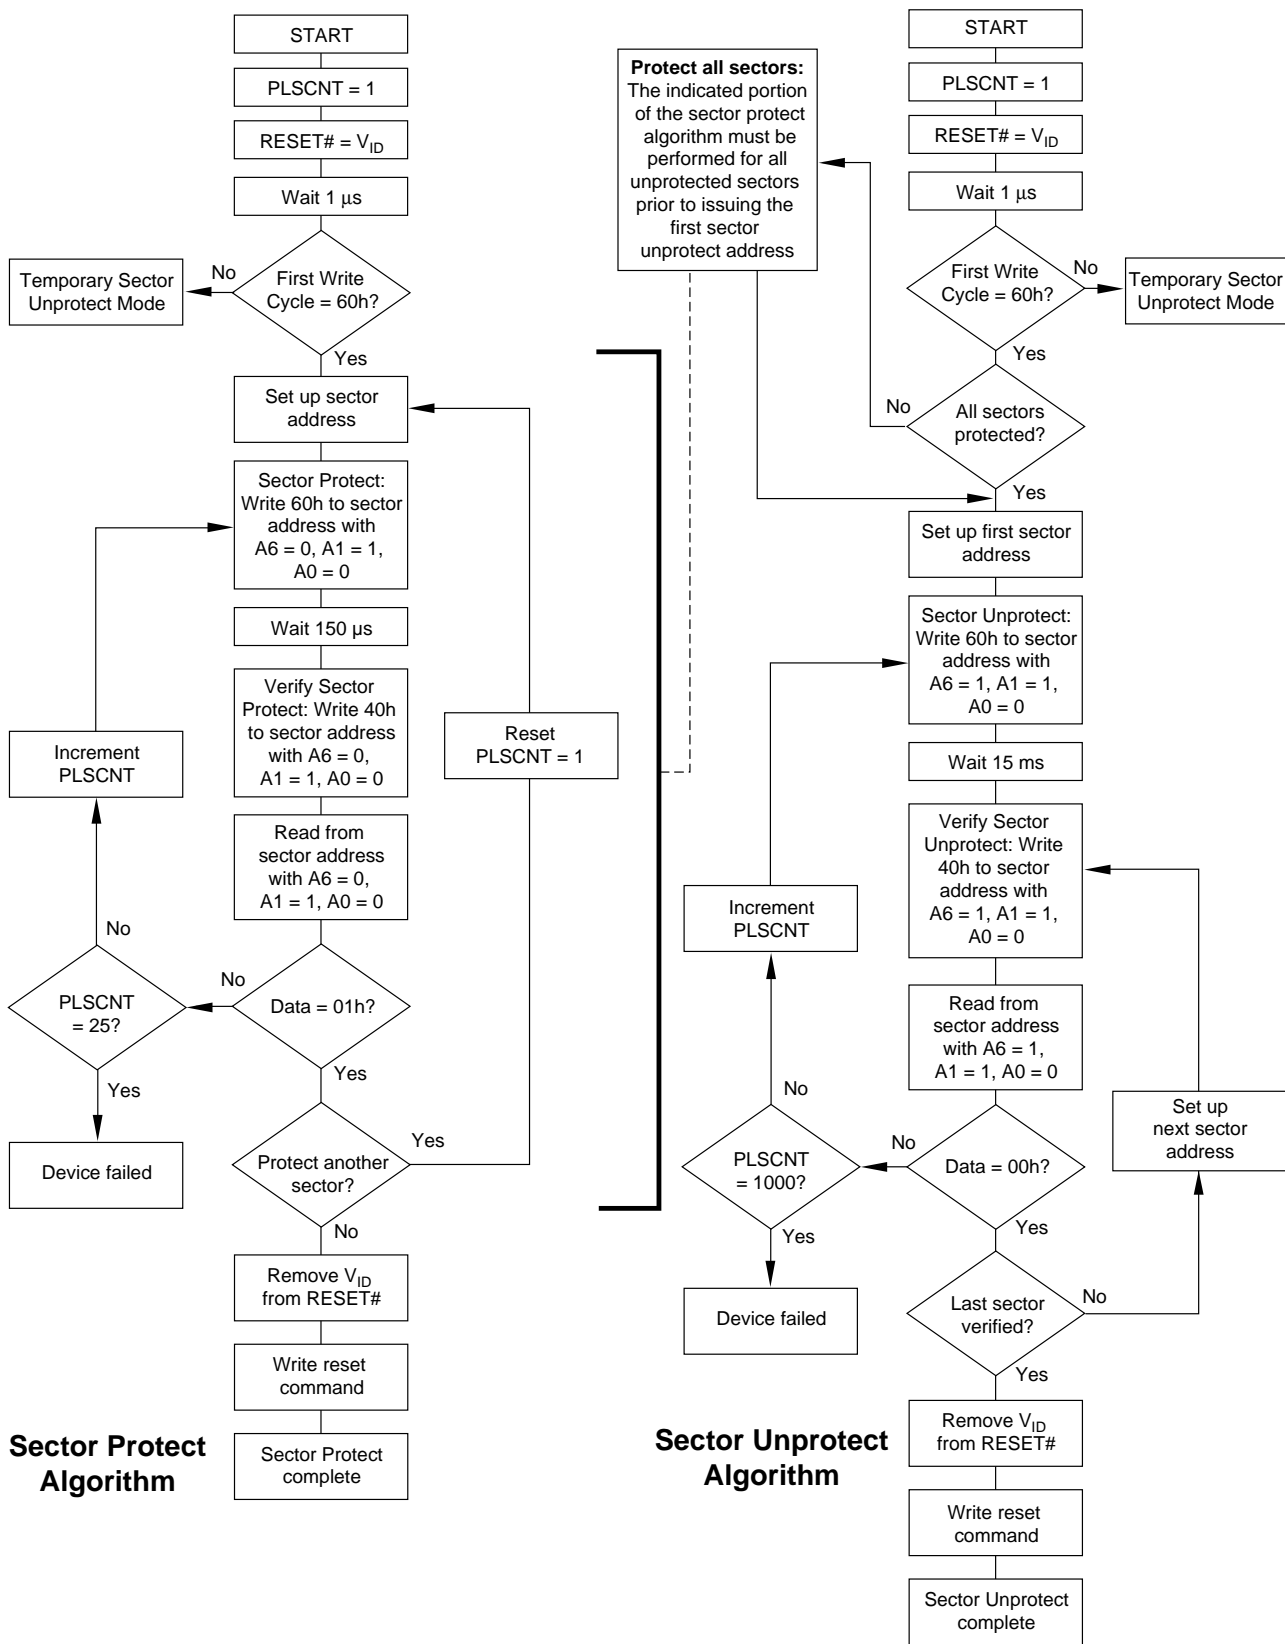 START
PLSCNT = 1
RESET# = VID
Wait 1 μs
First Write
Cycle = 60h?
No
Temporary Sector
Unprotect Mode
Yes
Set up sector
address
Sector Protect:
Write 60h to sector
address with
A6 = 0, A1 = 1,
A0 = 0
Wait 150 µs
Verify Sector
Protect: Write 40h
to sector address
with A6 = 0,
A1 = 1, A0 = 0
Reset
PLSCNT = 1
Increment
PLSCNT
Read from
sector address
with A6 = 0,
A1 = 1, A0 = 0
No
No
PLSCNT
= 25?
Data = 01h?
Yes
Yes
Device failed
Protect another
sector?
Yes
No
Remove VID
from RESET#
Write reset
command
Sector Protect
complete
Sector Protect
Algorithm
Protect all sectors:
The indicated portion
of the sector protect
algorithm must be
performed for all
unprotected sectors
prior to issuing the
first sector
unprotect address
START
PLSCNT = 1
RESET# = VID
Wait 1 μs
First Write
Cycle = 60h?
No
Temporary Sector
Unprotect Mode
Yes
No
All sectors
protected?
Yes
Set up first sector
address
Sector Unprotect:
Write 60h to sector
address with
A6 = 1, A1 = 1,
A0 = 0
Wait 15 ms
Verify Sector
Unprotect: Write
40h to sector
address with
A6 = 1, A1 = 1,
A0 = 0
Increment
PLSCNT
Read from
sector address
with A6 = 1,
A1 = 1, A0 = 0
No
No
PLSCNT
= 1000?
Data = 00h?
Set up
next sector
address
Yes
Yes
Device failed
Last sector
verified?
No
Yes
Remove VID
from RESET#
Write reset
command
Sector Unprotect
complete
Sector Unprotect
Algorithm